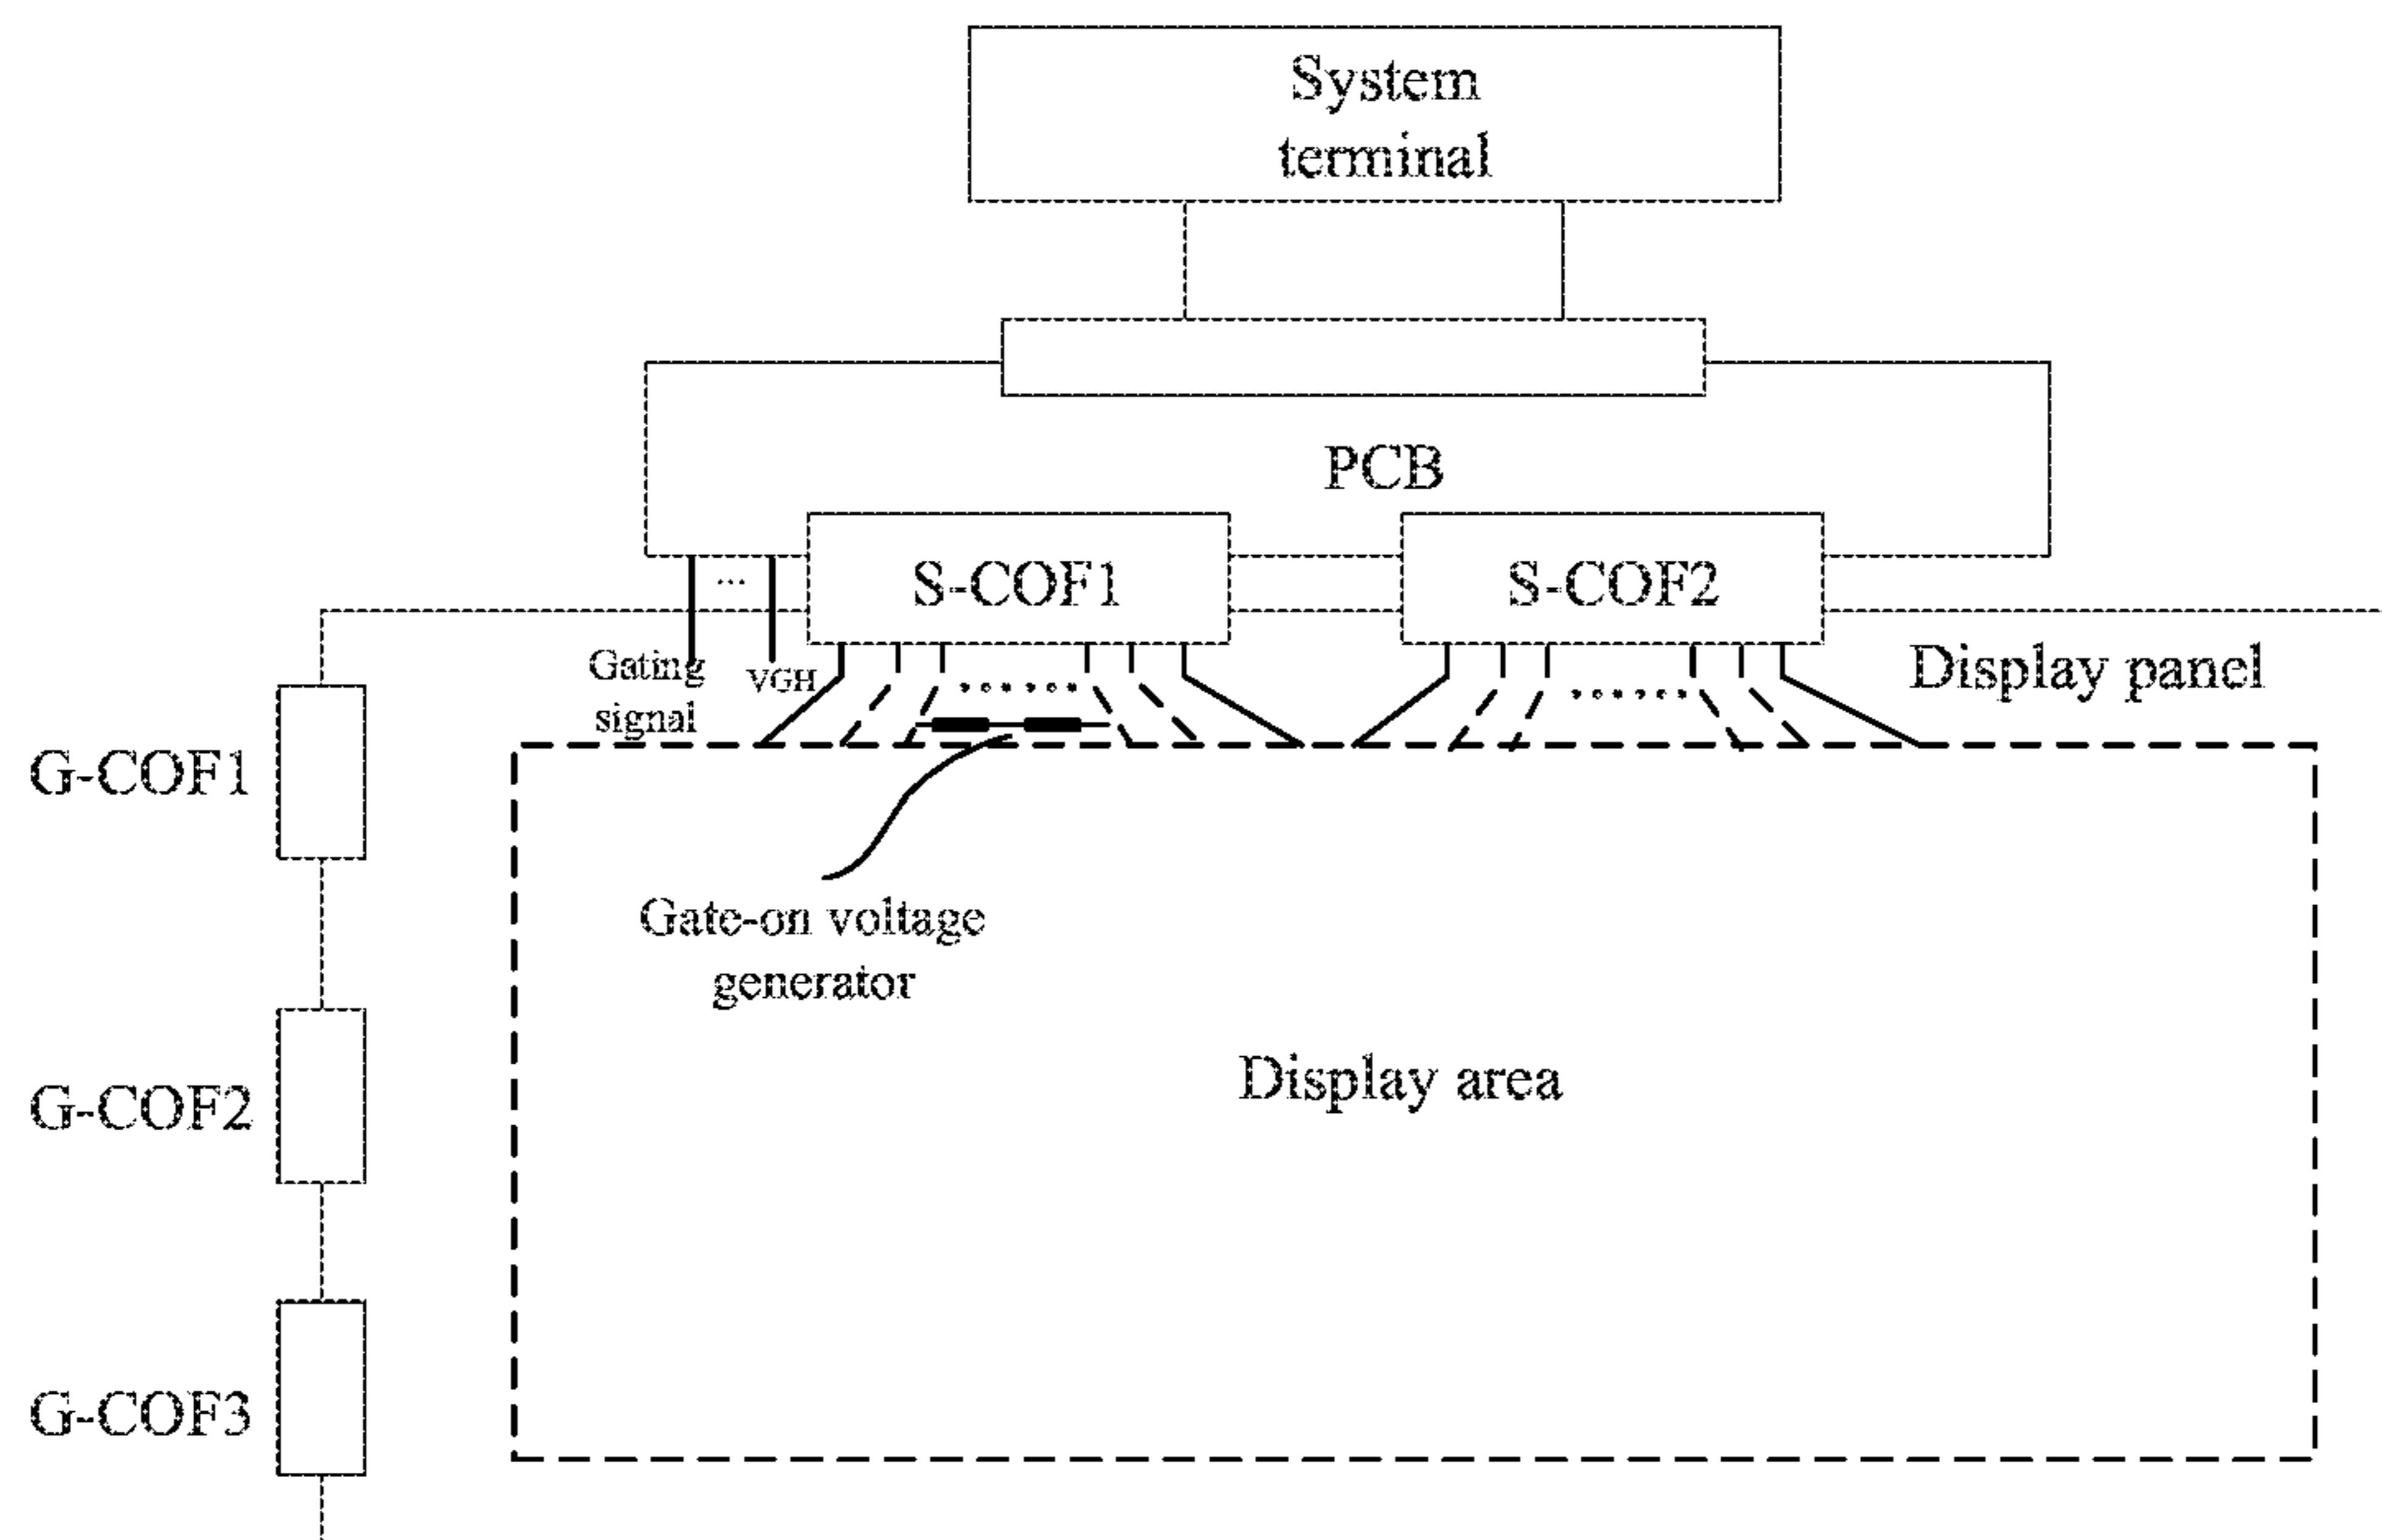 System
terminal
PCB
S-COF1
S-COF2
...
Gating
signal
VGH
......
......
Display panel
G-COF1
Gate-on voltage
generator
Display area
G-COF2
G-COF3